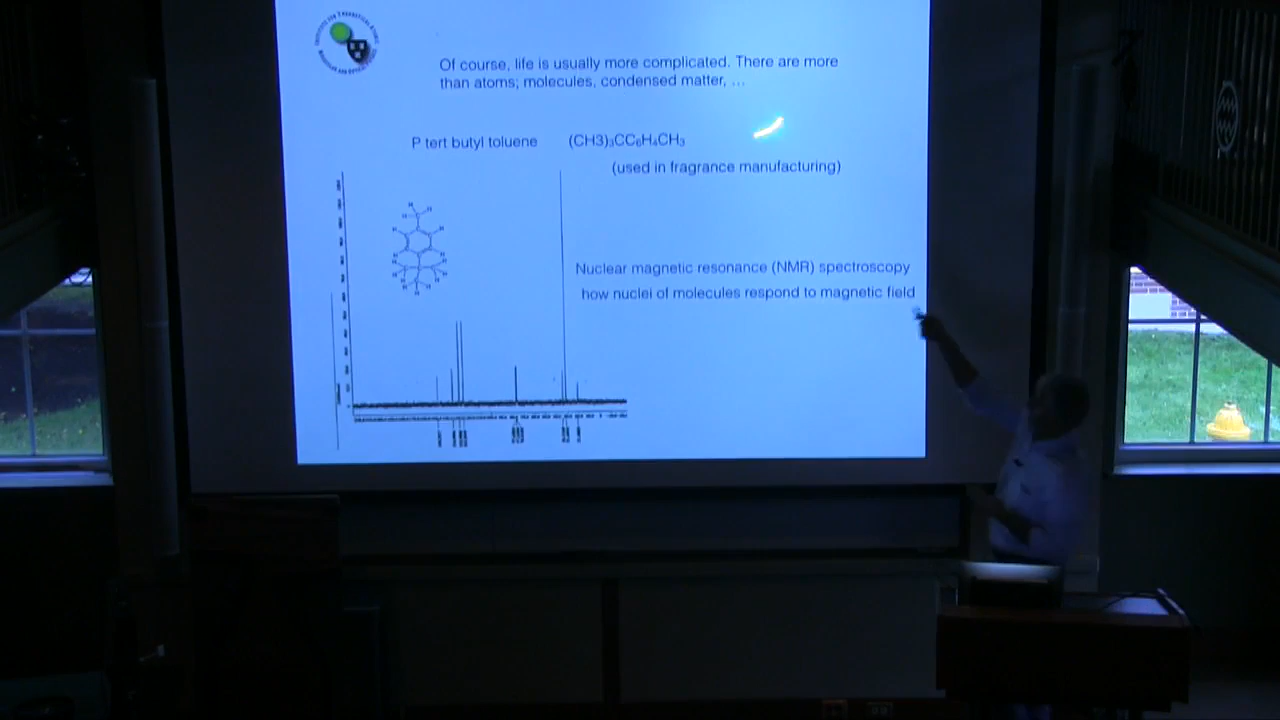 Of course, life is usually more complicated. There are more
than atoms; molecules, condensed matter, ...
P tert butyl toluene (CH3)₃CC₆H₄CH₃
(used in fragrance manufacturing)
Nuclear magnetic resonance (NMR) spectroscopy
how nuclei of molecules respond to magnetic field